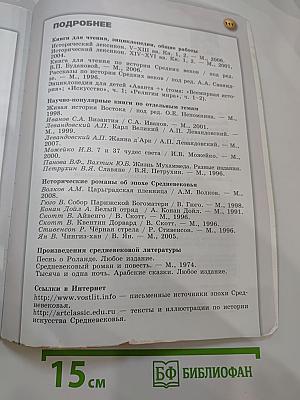 ПОДРОБНЕЕ
Книги для чтения, энциклопедии, общие работы
Исторический лексикон. V–XIII вв. Кн. 1, 2. — М., 2006.
Исторический лексикон. XIV–XVI вв. Кн. 1, 2. — М., 2001,
2004.
Книга для чтения по истории Средних веков / под ред.
В.П. Будановой. — М., 2006.
Рассказы по истории Средних веков / под ред. А.А. Сванидзе. — М., 1996.
Энциклопедия для детей «Аванта +» (тома: «Всемирная история»; «Искусство», ч. 1; «Религии мира», ч. 1–2).
Научно-популярные книги по отдельным темам
Живая история Востока / под ред. О.Е. Непомнина. — М.,
1998.
Иванов С.А. Византия / С.А. Иванов. — М., 2001.
Левандовский А.П. Карл Великий / А.П. Левандовский. —
М., 1999.
Левандовский А.П. Жанна д'Арк / А.П. Левандовский. —
2007.
Можейко И.В. 7 и 37 чудес света / И.В. Можейко. — М.,
2000.
Панова В.Ф., Вахтин Ю.Б. Жизнь Мухаммеда. Разные издания.
Петрухин В.Я. Славяне / В.Я. Петрухин. — М., 1996.
Исторические романы об эпохе Средневековья
Волков А.М. Царьградская пленница / А.М. Волков. — М.,
Гюго В. Собор Парижской Богоматери / В. Гюго. — М., 1998.
Конан Дойл А. Белый отряд / А. Конан Дойл. — М., 1991.
Скотт В. Айвенго / В. Скотт. — М., 1996.
Скотт В. Квентин Дорвард / В. Скотт. — М., 1996.
Стивенсон Р. Чёрная стрела / Р. Стивенсон. — М., 1996.
Ян В. Чингиз-хан / В. Ян. — М., 2005.
Произведения средневековой литературы
Песнь о Роланде. Любое издание.
Средневековый роман и повесть. — М., 1974.
Тысяча и одна ночь. Арабские сказки. Любое издание.
Ссылки в Интернет
http://www.vostlit.info — письменные источники эпохи Средневековья.
http://artclassic.edu.ru — тексты и иллюстрации по истории
искусства Средневековья.
15 см
БФ БИБЛИОФАН